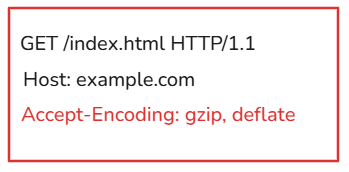 GET /index.html HTTP/1.1
Host: example.com
Accept-Encoding: gzip, deflate